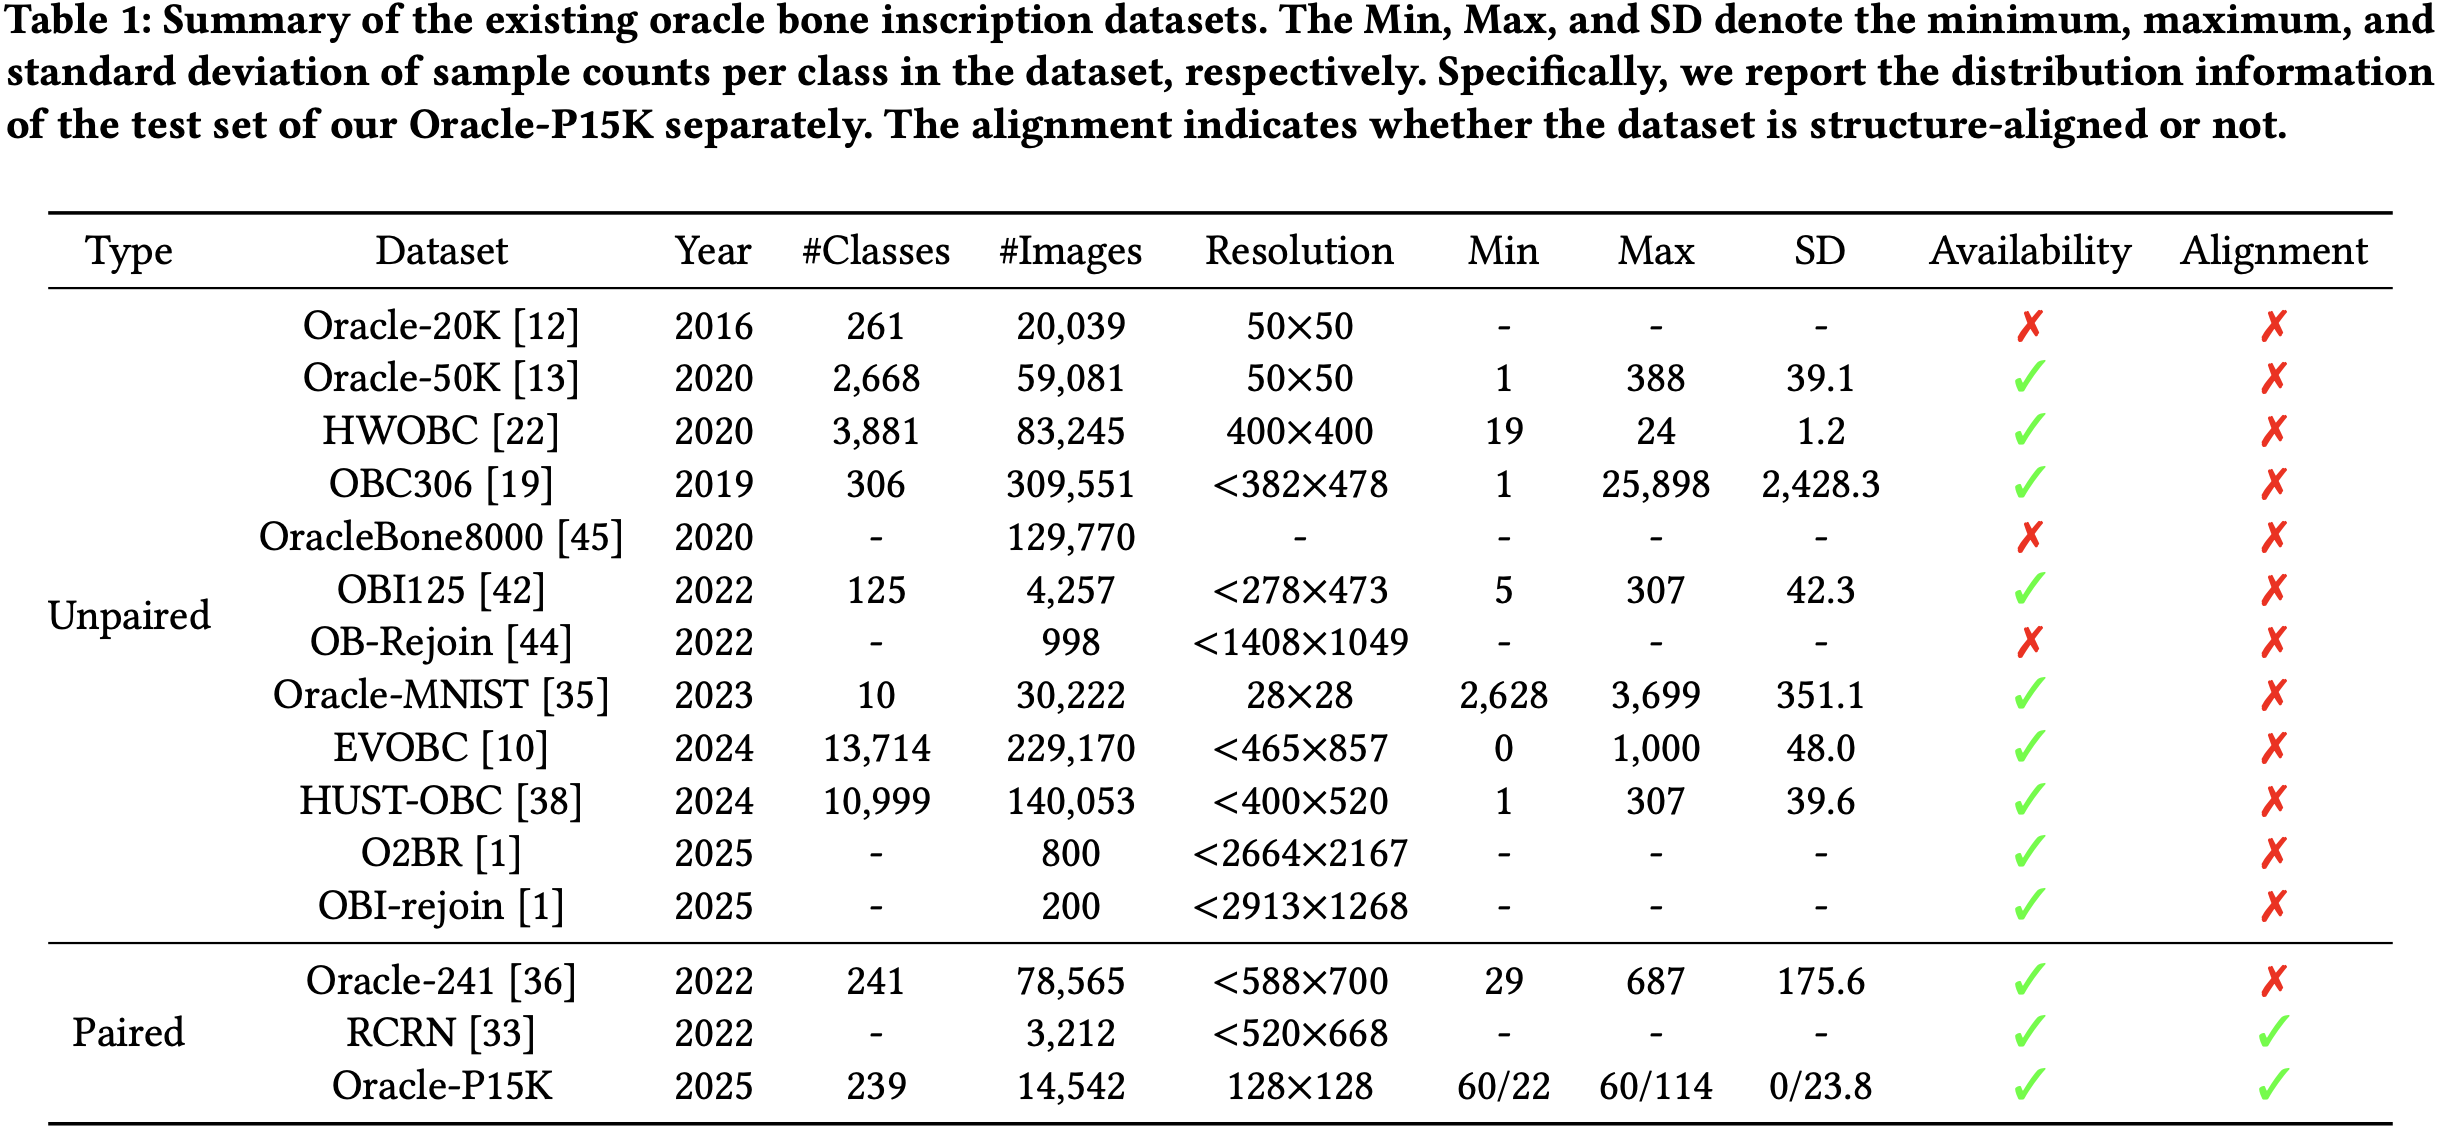 Table 1: Summary of the existing oracle bone inscription datasets. The Min, Max, and SD denote the minimum, maximum, and
standard deviation of sample counts per class in the dataset, respectively. Specifically, we report the distribution information
of the test set of our Oracle-P15K separately. The alignment indicates whether the dataset is structure-aligned or not.
Type Dataset Year #Classes #Images Resolution Min Max SD Availability Alignment
Oracle-20K [12] 2016 261 20,039 50×50 - - - ✗ ✗
Oracle-50K [13] 2020 2,668 59,081 50×50 1 388 39.1 ✓ ✗
HWOBC [22] 2020 3,881 83,245 400×400 19 24 1.2 ✓ ✗
OBC306 [19] 2019 306 309,551 <382×478 1 25,898 2,428.3 ✓ ✗
OracleBone8000 [45] 2020 - 129,770 - - - - ✗ ✗
OBI125 [42] 2022 125 4,257 <278×473 5 307 42.3 ✓ ✗
Unpaired
OB-Rejoin [44] 2022 - 998 <1408×1049 - - - ✗ ✗
Oracle-MNIST [35] 2023 10 30,222 28×28 2,628 3,699 351.1 ✓ ✗
EVOBC [10] 2024 13,714 229,170 <465×857 0 1,000 48.0 ✓ ✗
HUST-OBC [38] 2024 10,999 140,053 <400×520 1 307 39.6 ✓ ✗
O2BR [1] 2025 - 800 <2664×2167 - - - ✓ ✗
OBI-rejoin [1] 2025 - 200 <2913×1268 - - - ✓ ✗
Oracle-241 [36] 2022 241 78,565 <588×700 29 687 175.6 ✓ ✗
Paired RCRN [33] 2022 - 3,212 <520×668 - - - ✓ ✓
Oracle-P15K 2025 239 14,542 128×128 60/22 60/114 0/23.8 ✓ ✓